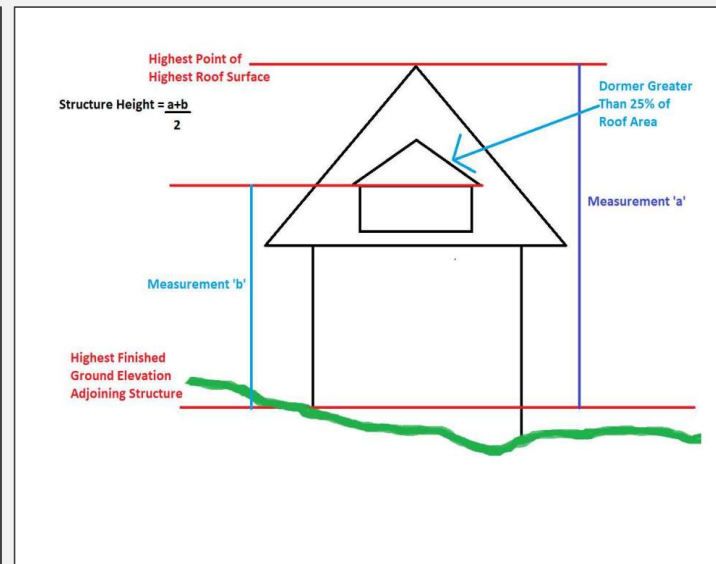 Highest Point of
Highest Roof Surface
Structure Height = a+b
2
Dormer Greater
Than 25% of
Roof Area
Measurement 'a'
Measurement 'b'
Highest Finished
Ground Elevation
Adjoining Structure